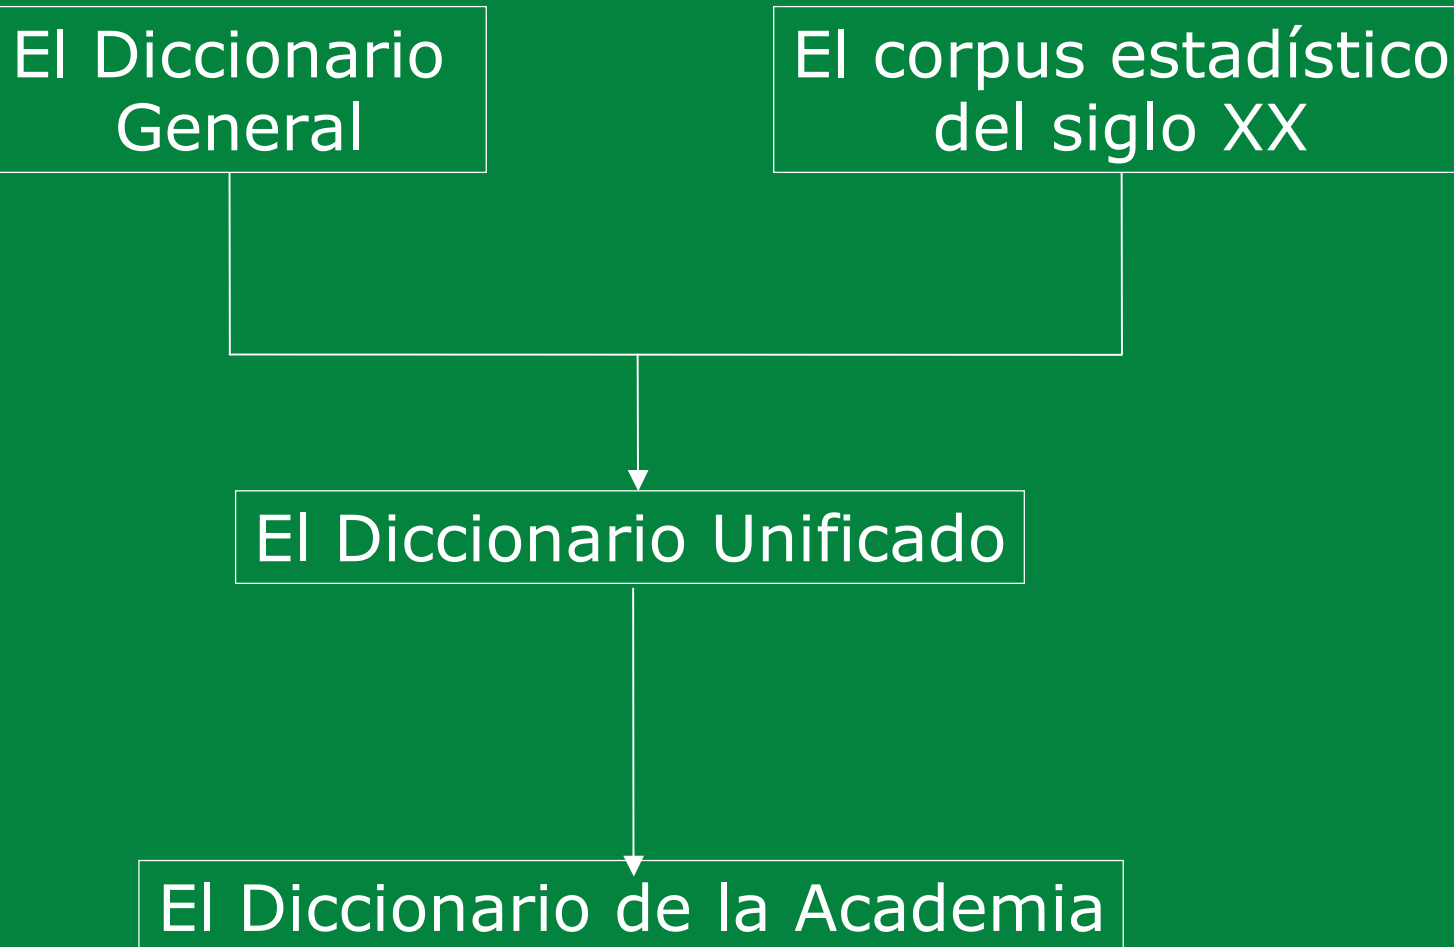 El Diccionario
General
El corpus estadístico
del siglo XX
El Diccionario Unificado
El Diccionario de la Academia